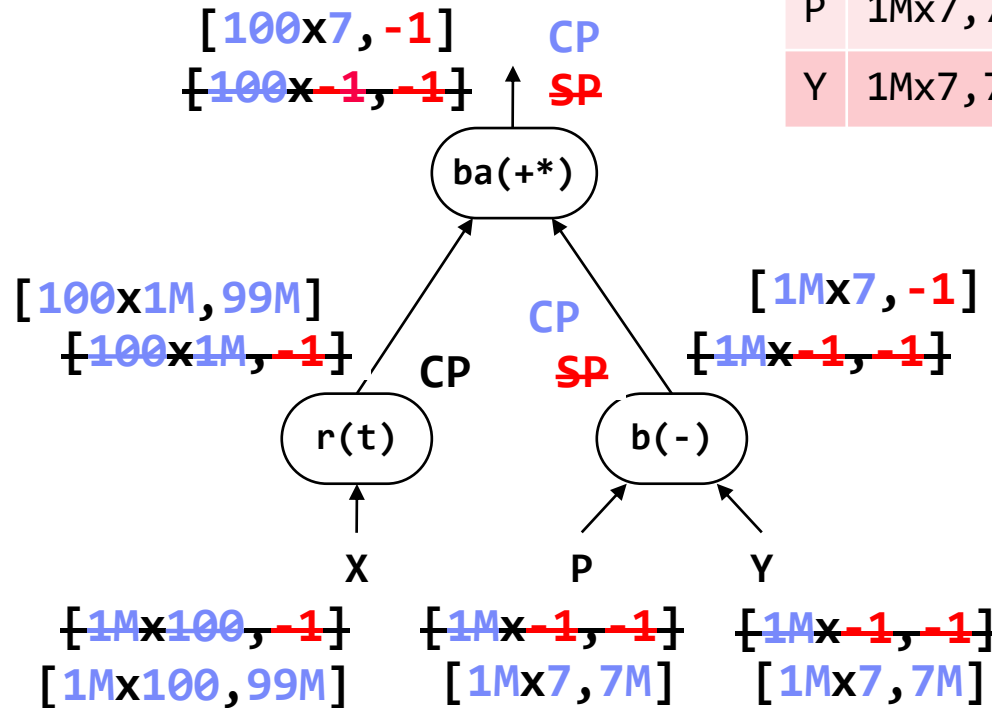 [100x7,-1] CP
[100x-1,-1] SP
P 1Mx7,
Y 1Mx7,7
ba(+*)
[100x1M,99M]
[100x1M,-1]
CP
CP
SP
[1Mx7,-1]
[1Mx-1,-1]
r(t)
b(-)
X
P
Y
[1Mx100,-1]
[1Mx-1,-1]
[1Mx-1,-1]
[1Mx100,99M]
[1Mx7,7M]
[1Mx7,7M]